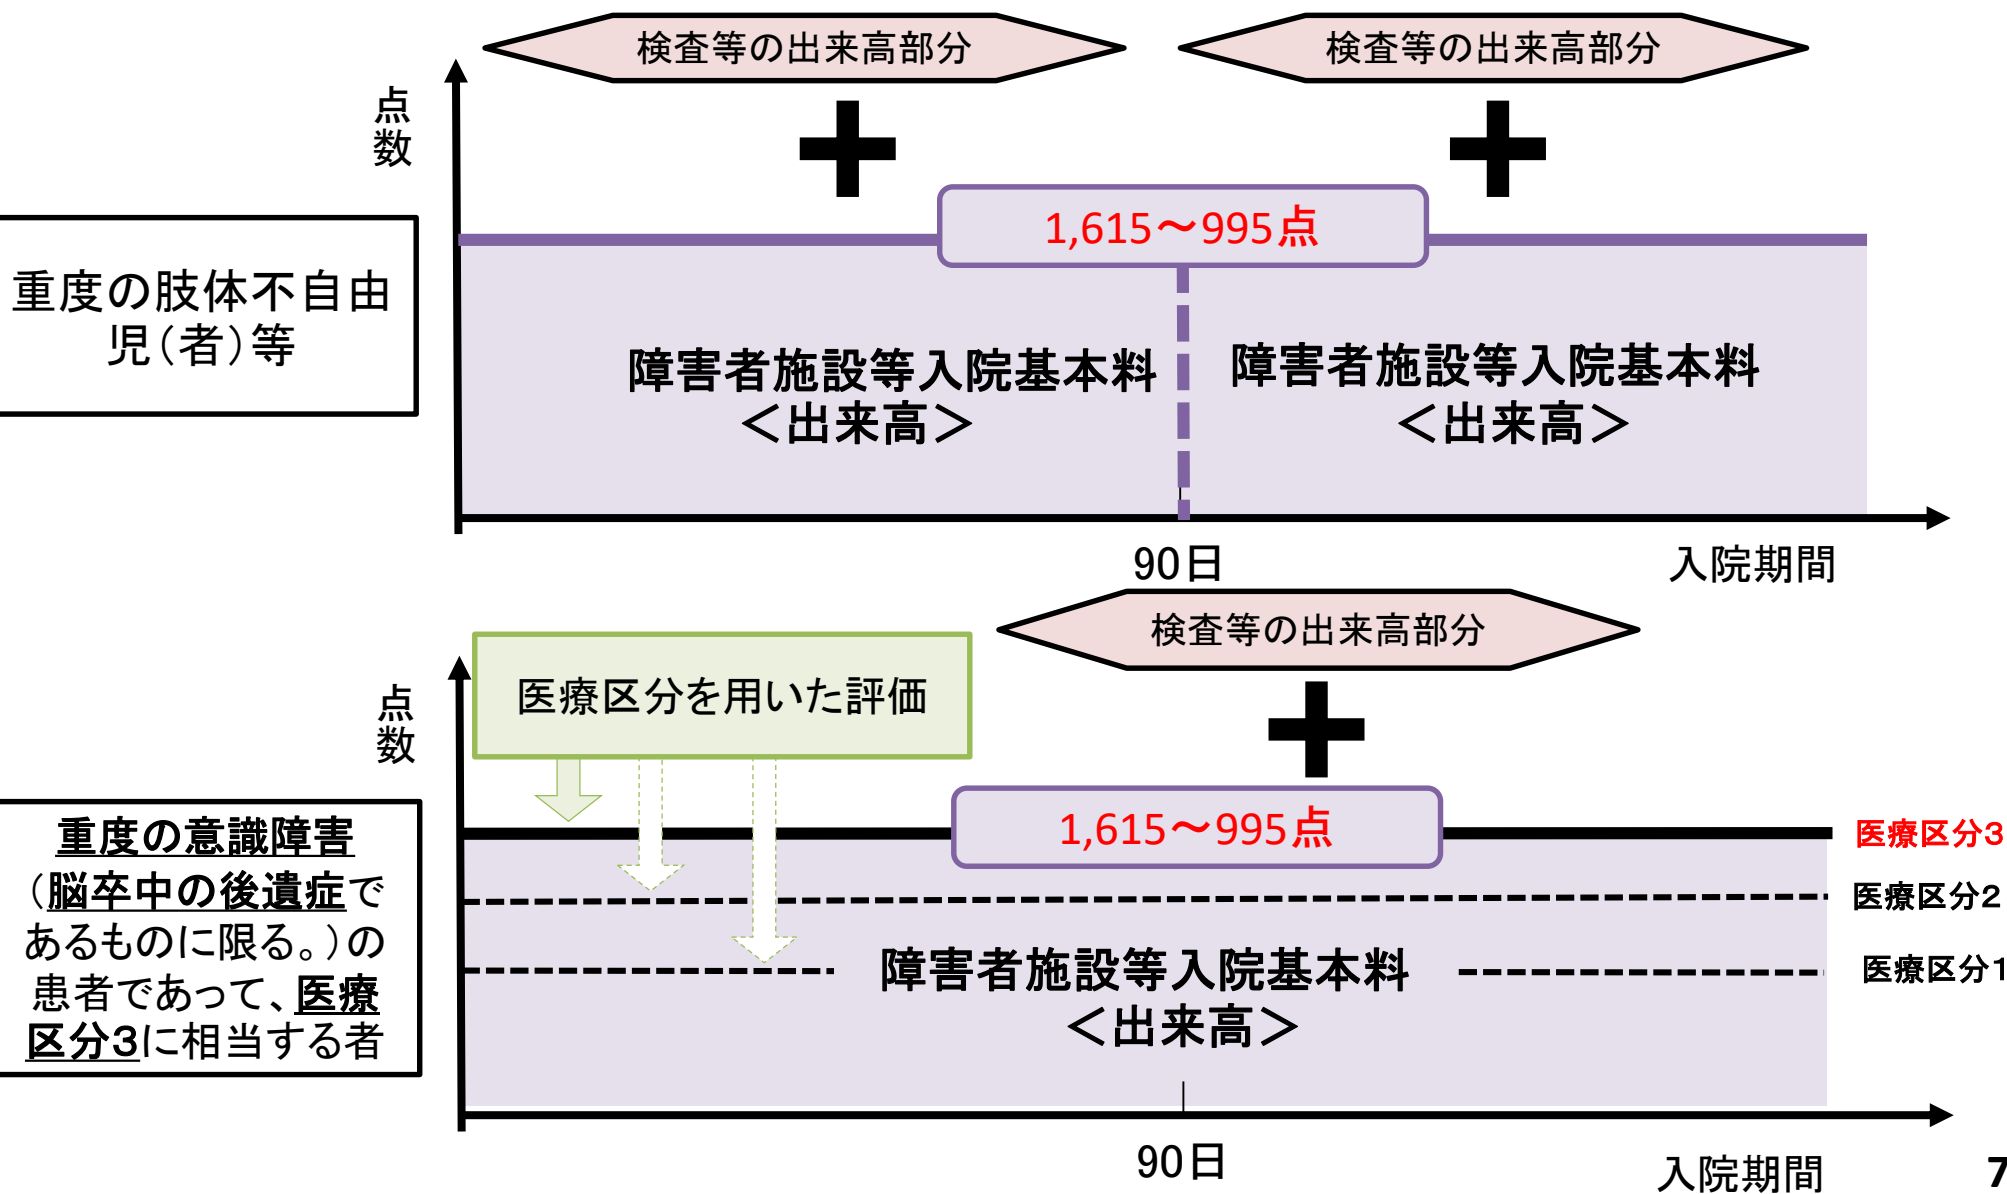 検査等の出来高部分
検査等の出来高部分
点数
1,615～995点
重度の肢体不自由
児（者）等
障害者施設等入院基本料
＜出来高＞
障害者施設等入院基本料
＜出来高＞
90日
入院期間
検査等の出来高部分
医療区分を用いた評価
点数
1,615～995点
医療区分3
重度の意識障害
（脳卒中の後遺症で
あるものに限る。）の
患者であって、医療
区分3に相当する者
医療区分2
障害者施設等入院基本料
＜出来高＞
医療区分1
90日
入院期間
7